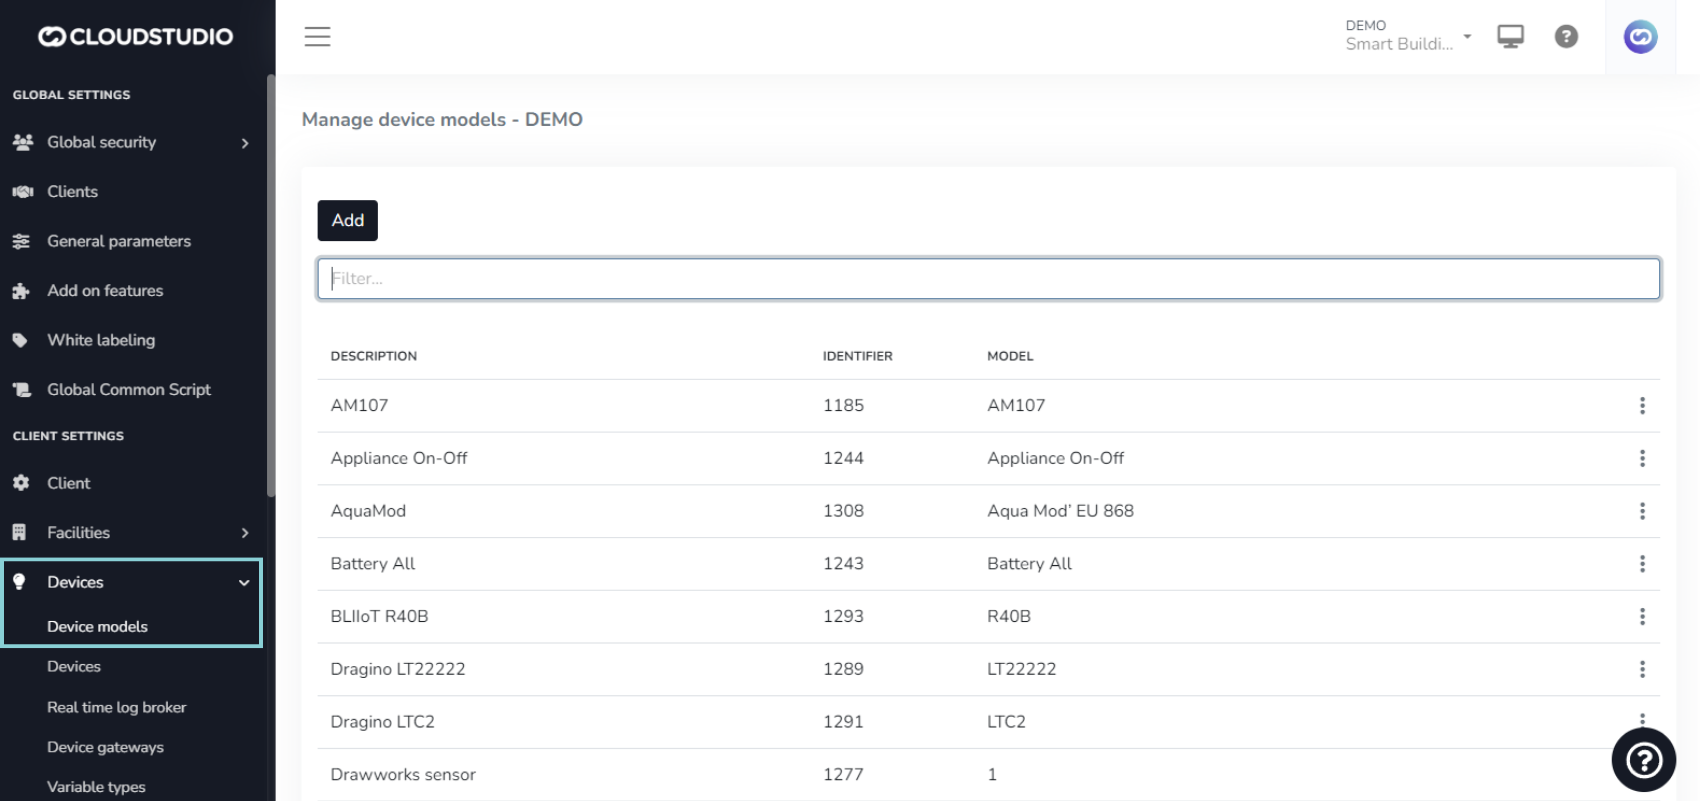 CLOUDSTUDIO
DEMO
Smart Buildi...
GLOBAL SETTINGS
Global security
Clients
General parameters
Add on features
White labeling
Global Common Script
CLIENT SETTINGS
Client
Facilities
Devices
Device models
Devices
Real time log broker
Device gateways
Variable types
Manage device models - DEMO
Add
Filter...
DESCRIPTION IDENTIFIER MODEL
AM107 1185 AM107
Appliance On-Off 1244 Appliance On-Off
AquaMod 1308 Aqua Mod’ EU 868
Battery All 1243 Battery All
BLIIoT R40B 1293 R40B
Dragino LT22222 1289 LT22222
Dragino LTC2 1291 LTC2
Drawworks sensor 1277 1